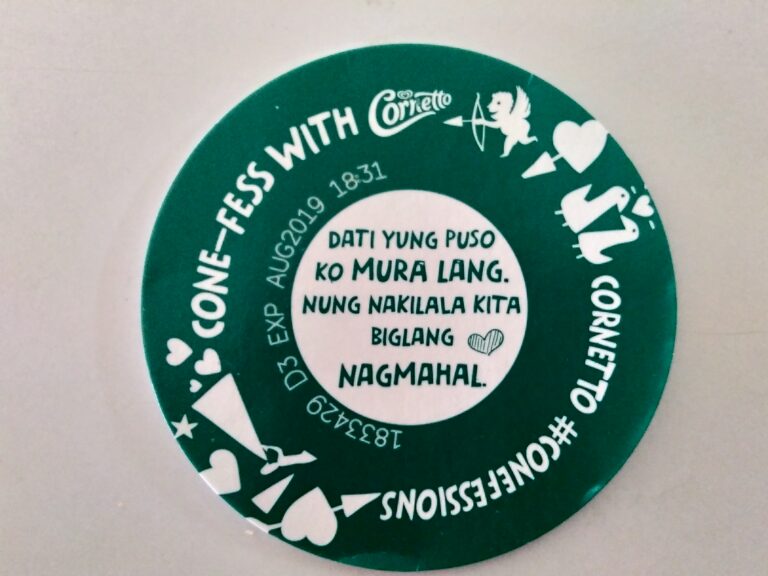 CONE-FESS WITH Cornetto
1833429 D3 EXP AUG2019 18:31
DATI YUNG PUSO
KO MURA LANG.
NUNG NAKILALA KITA
BIGLANG
NAGMAHAL.
CORNETTO #CONEFESSIONS